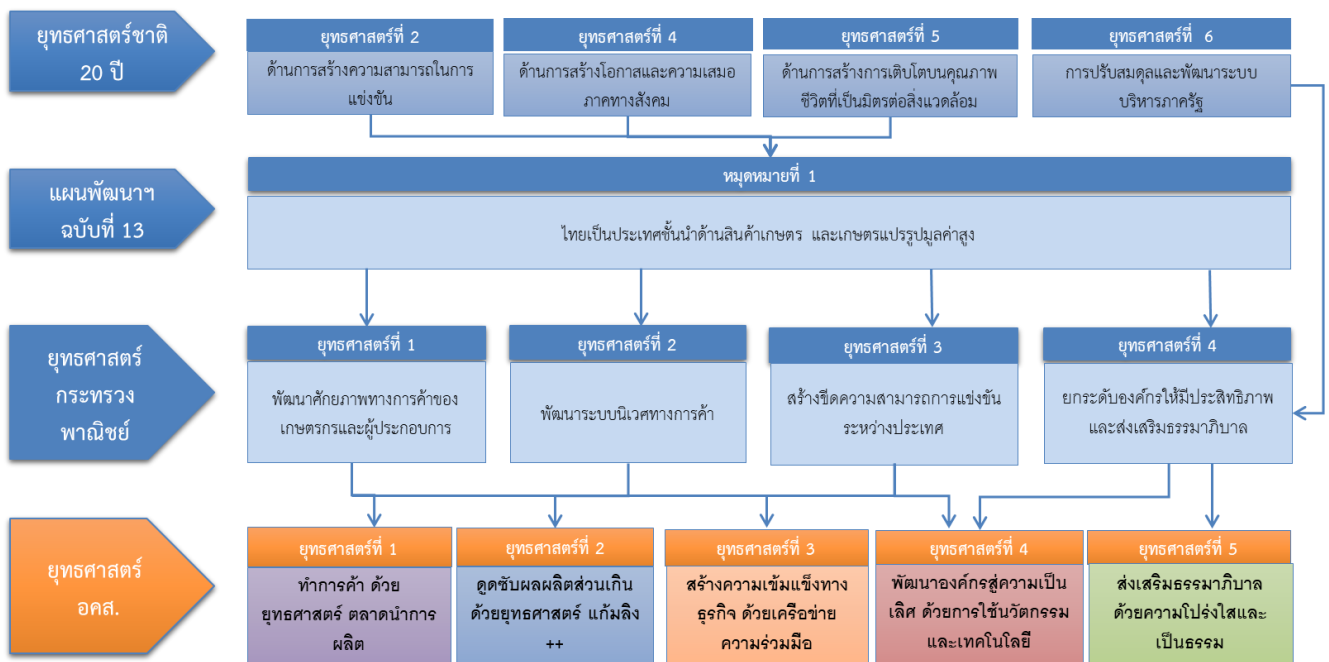 ยุทธศาสตร์ชาติ
20 ปี
ยุทธศาสตร์ที่ 2
ด้านการสร้างความสามารถในการ
แข่งขัน
ยุทธศาสตร์ที่ 4
ด้านการสร้างโอกาสและความเสมอ
ภาคทางสังคม
ยุทธศาสตร์ที่ 5
ด้านการสร้างการเติบโตบนคุณภาพ
ชีวิตที่เป็นมิตรต่อสิ่งแวดล้อม
ยุทธศาสตร์ที่ 6
การปรับสมดุลและพัฒนาระบบ
บริหารภาครัฐ
แผนพัฒนาฯ
ฉบับที่ 13
หมุดหมายที่ 1
ไทยเป็นประเทศชั้นนำด้านสินค้าเกษตร และเกษตรแปรรูปมูลค่าสูง
ยุทธศาสตร์
กระทรวง
พาณิชย์
ยุทธศาสตร์ที่ 1
พัฒนาศักยภาพทางการค้าของ
เกษตรกรและผู้ประกอบการ
ยุทธศาสตร์ที่ 2
พัฒนาระบบนิเวศทางการค้า
ยุทธศาสตร์ที่ 3
สร้างขีดความสามารถการแข่งขัน
ระหว่างประเทศ
ยุทธศาสตร์ที่ 4
ยกระดับองค์กรให้มีประสิทธิภาพ
และส่งเสริมธรรมาภิบาล
ยุทธศาสตร์
อคส.
ยุทธศาสตร์ที่ 1
ทำการค้า ด้วย
ยุทธศาสตร์ ตลาดนำการ
ผลิต
ยุทธศาสตร์ที่ 2
ดูดซับผลผลิตส่วนเกิน
ด้วยยุทธศาสตร์ แก้มลิง
++
ยุทธศาสตร์ที่ 3
สร้างความเข้มแข็งทาง
ธุรกิจ ด้วยเครือข่าย
ความร่วมมือ
ยุทธศาสตร์ที่ 4
พัฒนาองค์กรสู่ความเป็น
เลิศ ด้วยการใช้นวัตกรรม
และเทคโนโลยี
ยุทธศาสตร์ที่ 5
ส่งเสริมธรรมาภิบาล
ด้วยความโปร่งใสและ
เป็นธรรม